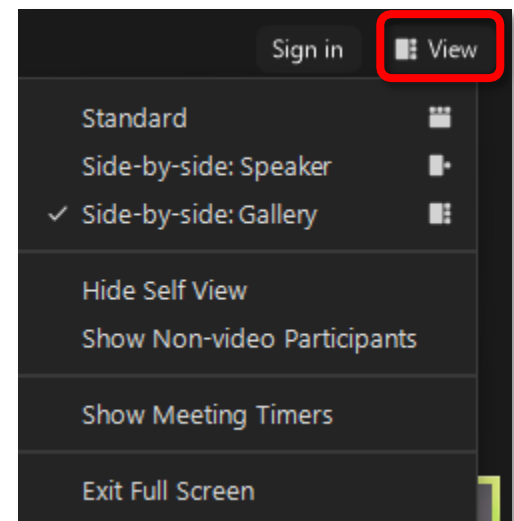 Sign in View
Standard
Side-by-side: Speaker
Side-by-side: Gallery
Hide Self View
Show Non-video Participants
Show Meeting Timers
Exit Full Screen